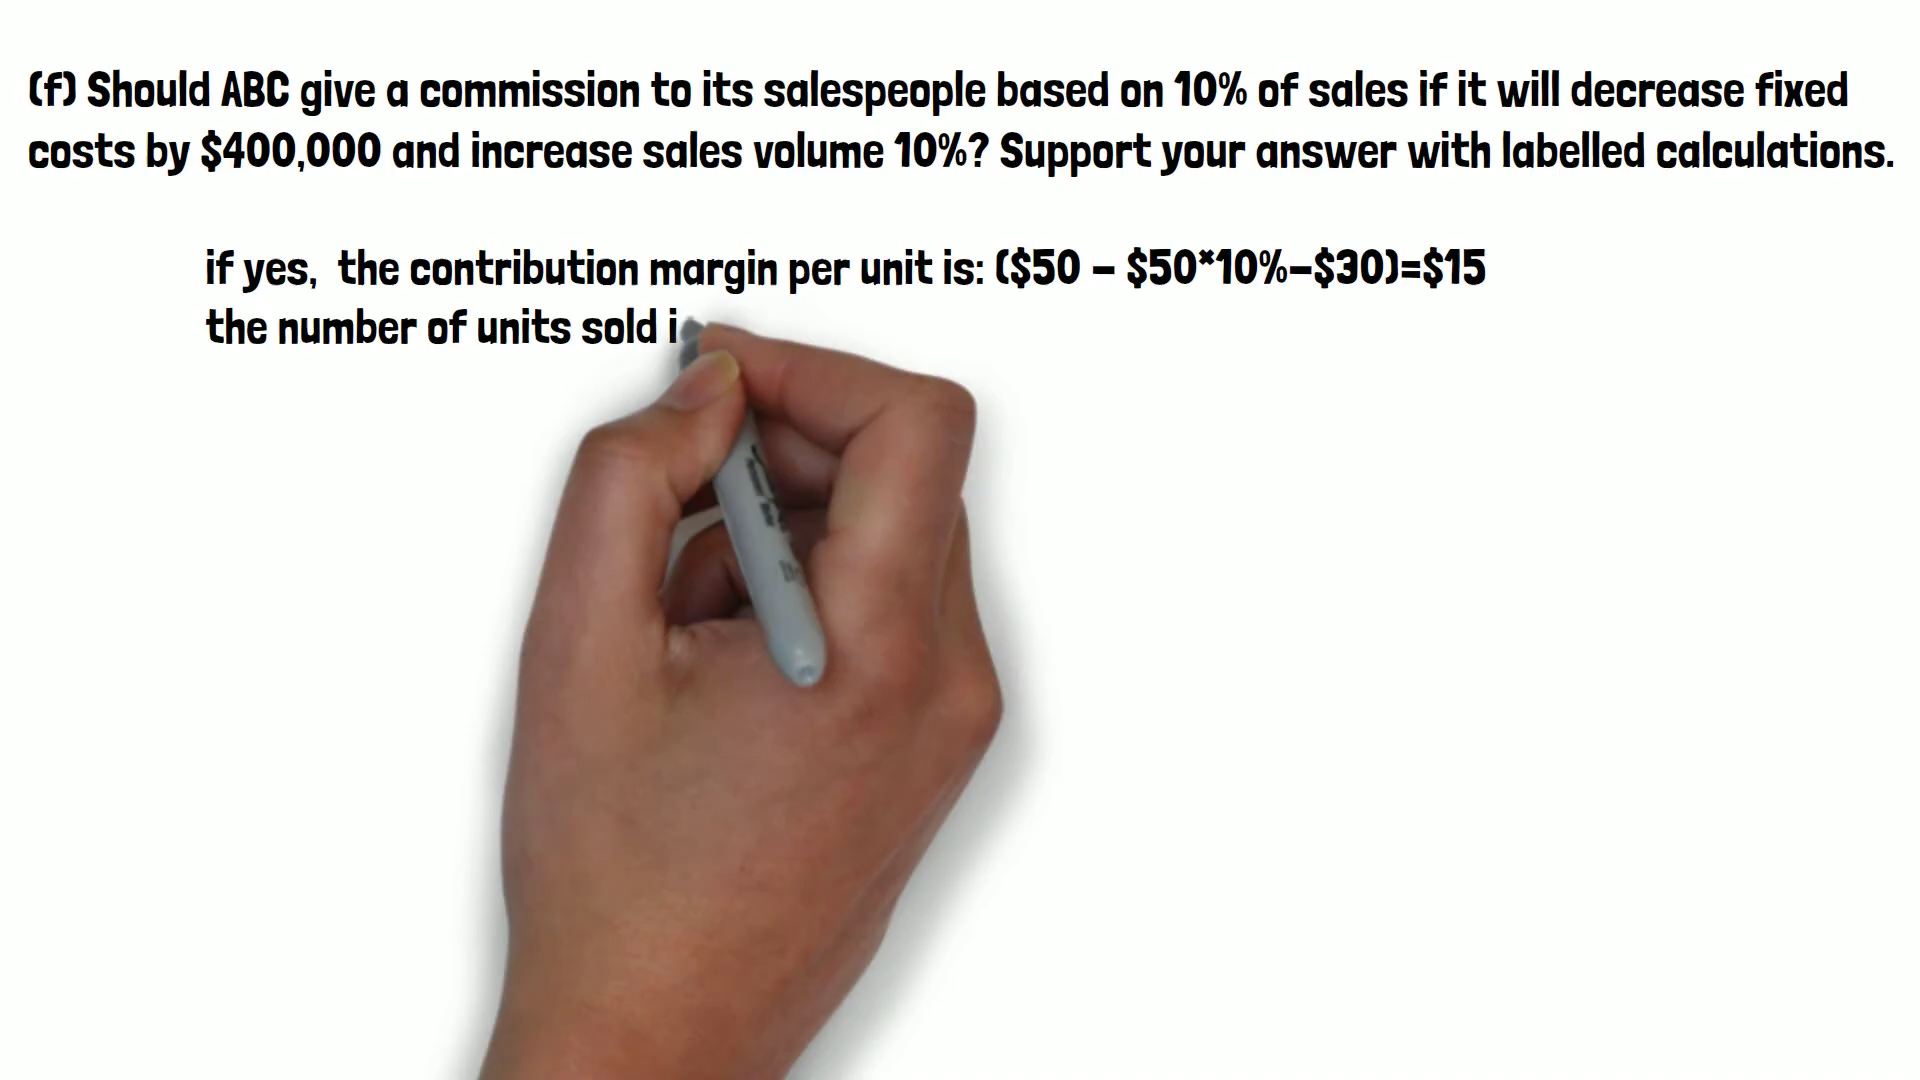 (f) Should ABC give a commission to its salespeople based on 10% of sales if it will decrease fixed
costs by $400,000 and increase sales volume 10%? Support your answer with labelled calculations.
if yes, the contribution margin per unit is: ($50 – $50*10%–$30)=$15
the number of units sold i